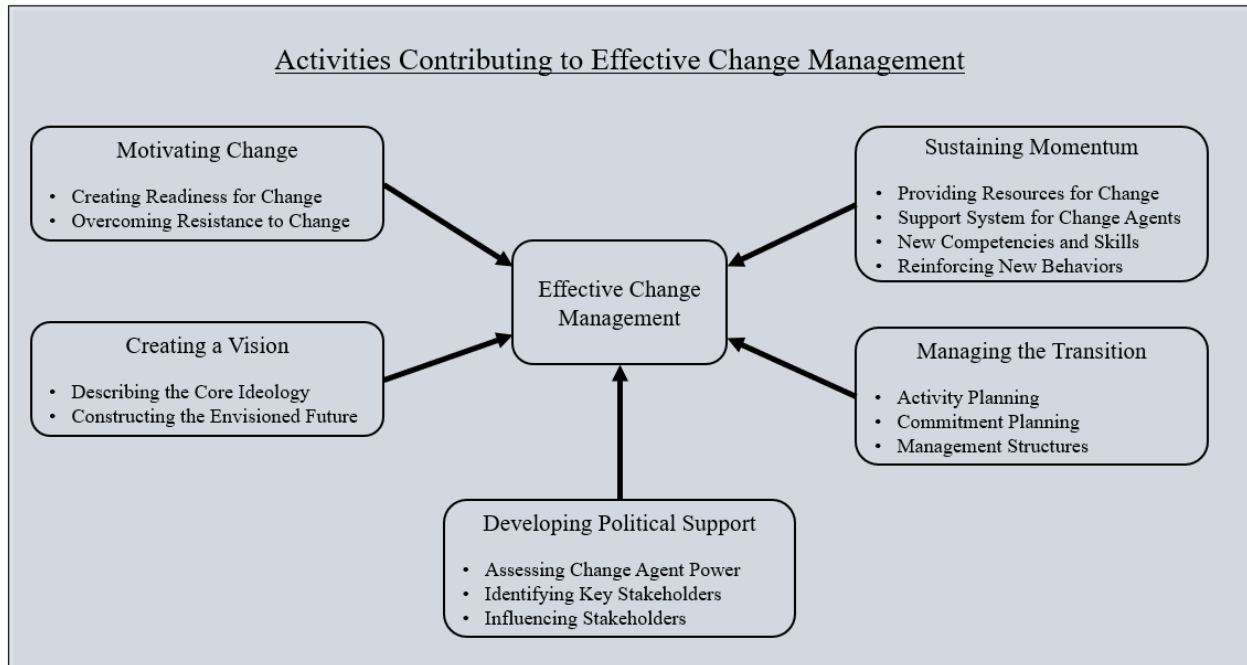 Activities Contributing to Effective Change Management
Motivating Change
• Creating Readiness for Change
• Overcoming Resistance to Change
Creating a Vision
• Describing the Core Ideology
• Constructing the Envisioned Future
Effective Change
Management
Developing Political Support
• Assessing Change Agent Power
• Identifying Key Stakeholders
• Influencing Stakeholders
Sustaining Momentum
• Providing Resources for Change
• Support System for Change Agents
• New Competencies and Skills
• Reinforcing New Behaviors
Managing the Transition
• Activity Planning
• Commitment Planning
• Management Structures